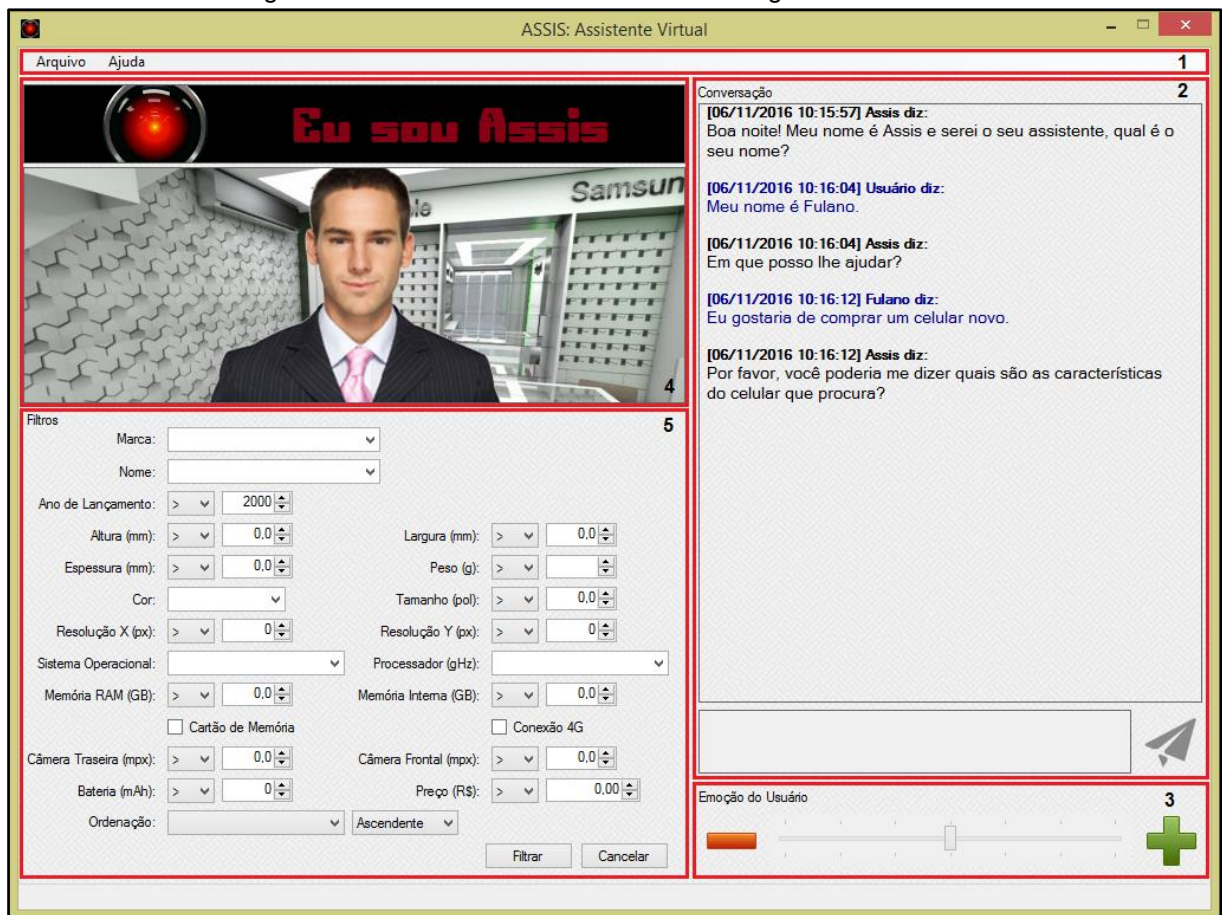 ASSIS: Assistente Virtual
Arquivo Ajuda
1
Eu sou Assis
Samsun
4
Conversação
2
[06/11/2016 10:15:57] Assis diz:
Boa noite! Meu nome é Assis e serei o seu assistente, qual é o
seu nome?
[06/11/2016 10:16:04] Usuário diz:
Meu nome é Fulano.
[06/11/2016 10:16:04] Assis diz:
Em que posso lhe ajudar?
[06/11/2016 10:16:12] Fulano diz:
Eu gostaria de comprar um celular novo.
[06/11/2016 10:16:12] Assis diz:
Por favor, você poderia me dizer quais são as características
do celular que procura?
Filtros
5
Marca:
Nome:
Ano de Lançamento: > 2000
Altura (mm): > 0,0 Largura (mm): > 0,0
Espessura (mm): > 0,0 Peso (g): >
Cor: Tamanho (pol): > 0,0
Resolução X (px): > 0 Resolução Y (px): > 0
Sistema Operacional: Processador (gHz):
Memória RAM (GB): > 0,0 Memória Interna (GB): > 0,0
Cartão de Memória Conexão 4G
Câmera Traseira (mpx): > 0,0 Câmera Frontal (mpx): > 0,0
Bateria (mAh): > 0 Preço (R$): > 0,00
Ordenação: Ascendente
Filtrar Cancelar
Emoção do Usuário
3